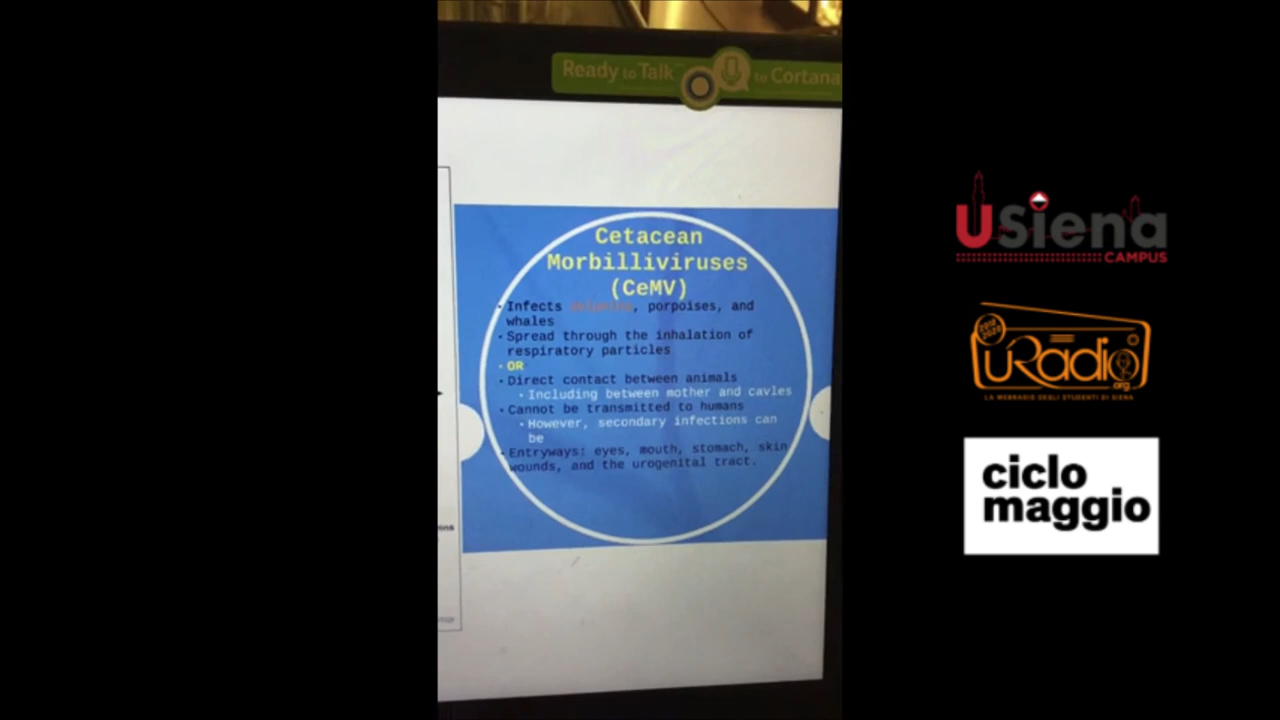 Ready to Talk to Cortana
Cetacean
Morbilliviruses
(CeMV)
• Infects , porpoises, and
whales
• Spread through the inhalation of
respiratory particles
• OR
• Direct contact between animals
• Including between mother and cavles
• Cannot be transmitted to humans
• However, secondary infections can
be
• Entryways: eyes, mouth, stomach, skin
wounds, and the urogenital tract.
USiena
CAMPUS
uRadio
.org
LA WEBRADIO DEGLI STUDENTI DI SIENA
ciclo
maggio